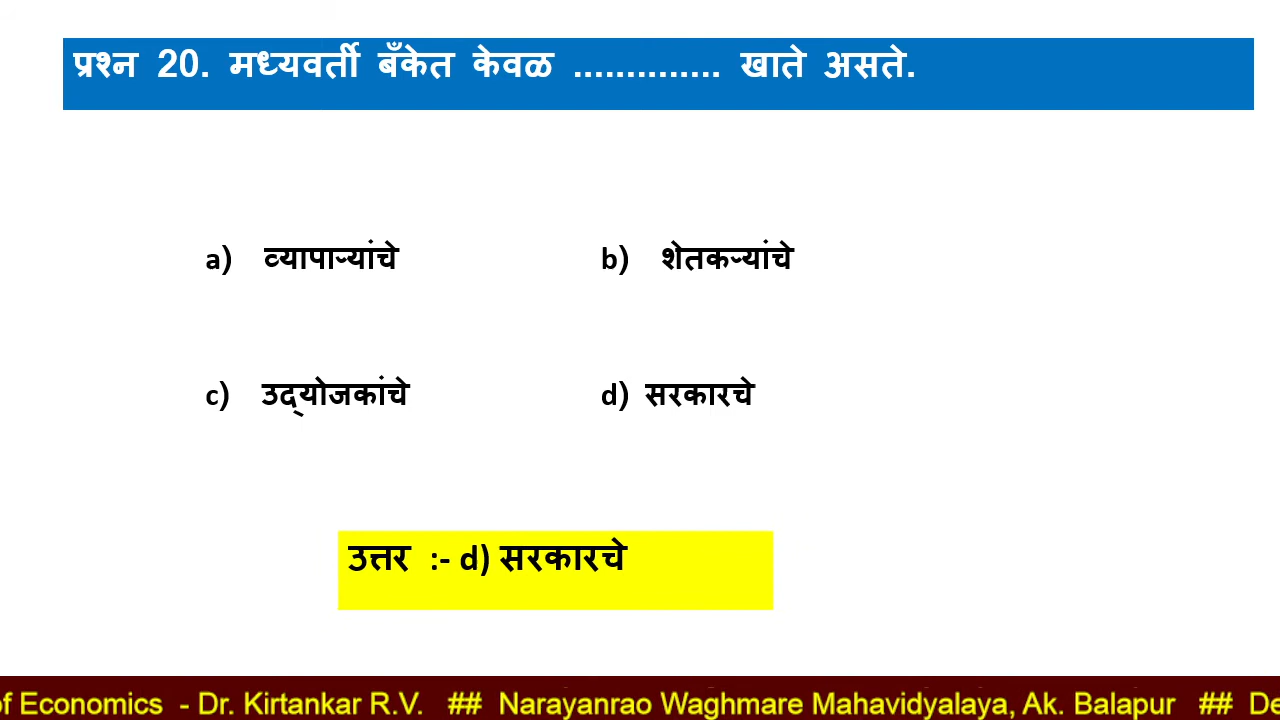 प्रश्न 20. मध्यवर्ती बँकेत केवळ .............. खाते असते.
a) व्यापाऱ्यांचे b) शेतकऱ्यांचे
c) उद्‌योजकांचे d) सरकारचे
उत्तर :- d) सरकारचे
of Economics - Dr. Kirtankar R.V. ## Narayanrao Waghmare Mahavidyalaya, Ak. Balapur ## De